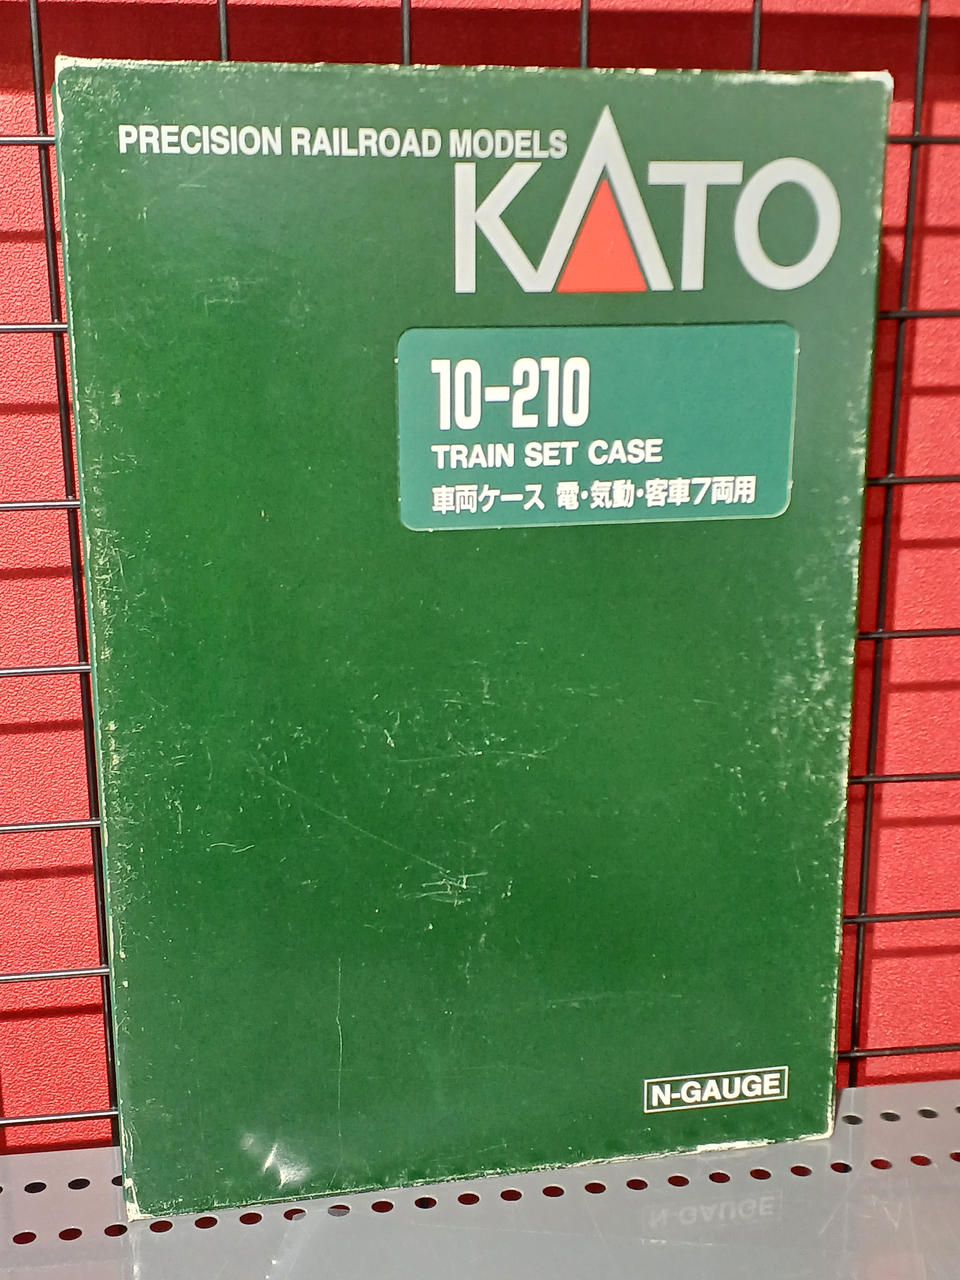 PRECISION RAILROAD MODELS
KATO
10-210
TRAIN SET CASE
車両ケース 電・気動・客車7両用
N-GAUGE